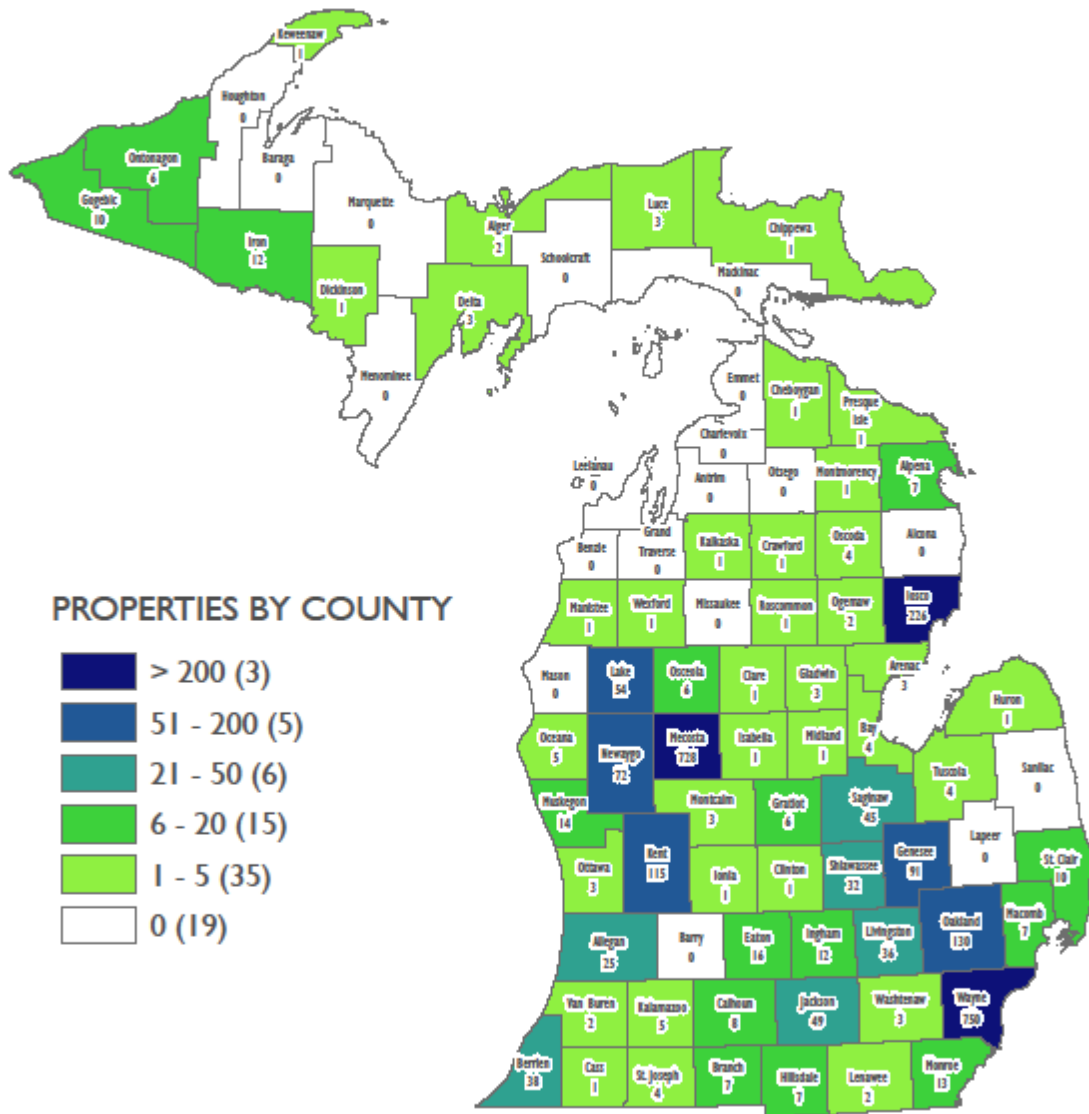 Keweenaw
1
Houghton
0
Ontonagon
6
Baraga
0
Gogebic
10
Marquette
0
Iron
12
Dickinson
1
Alger
2
Luce
3
Chippewa
1
Schoolcraft
0
Mackinac
0
Delta
3
Menominee
0
Emmet
0
Cheboygan
1
Presque
Isle
1
Charlevoix
0
Leelanau
0
Antrim
0
Otsego
0
Montmorency
1
Alpena
7
Benzie
0
Grand
Traverse
0
Kalkaska
1
Crawford
1
Oscoda
4
Alcona
0
Manistee
1
Wexford
1
Missaukee
0
Roscommon
1
Ogemaw
2
Iosco
226
PROPERTIES BY COUNTY
> 200 (3)
51 - 200 (5)
21 - 50 (6)
6 - 20 (15)
1 - 5 (35)
0 (19)
Mason
0
Lake
54
Osceola
6
Clare
1
Gladwin
3
Arenac
3
Huron
1
Oceana
5
Newaygo
72
Mecosta
728
Isabella
1
Midland
1
Bay
4
Tuscola
4
Sanilac
0
Muskegon
14
Montcalm
3
Gratiot
6
Saginaw
45
Lapeer
0
St. Clair
10
Ottawa
3
Kent
115
Ionia
1
Clinton
1
Shiawassee
32
Genesee
91
Oakland
130
Macomb
7
Allegan
25
Barry
0
Eaton
16
Ingham
12
Livingston
36
Van Buren
2
Kalamazoo
5
Calhoun
8
Jackson
49
Washtenaw
3
Wayne
750
Berrien
38
Cass
1
St. Joseph
4
Branch
7
Hillsdale
7
Lenawee
2
Monroe
13